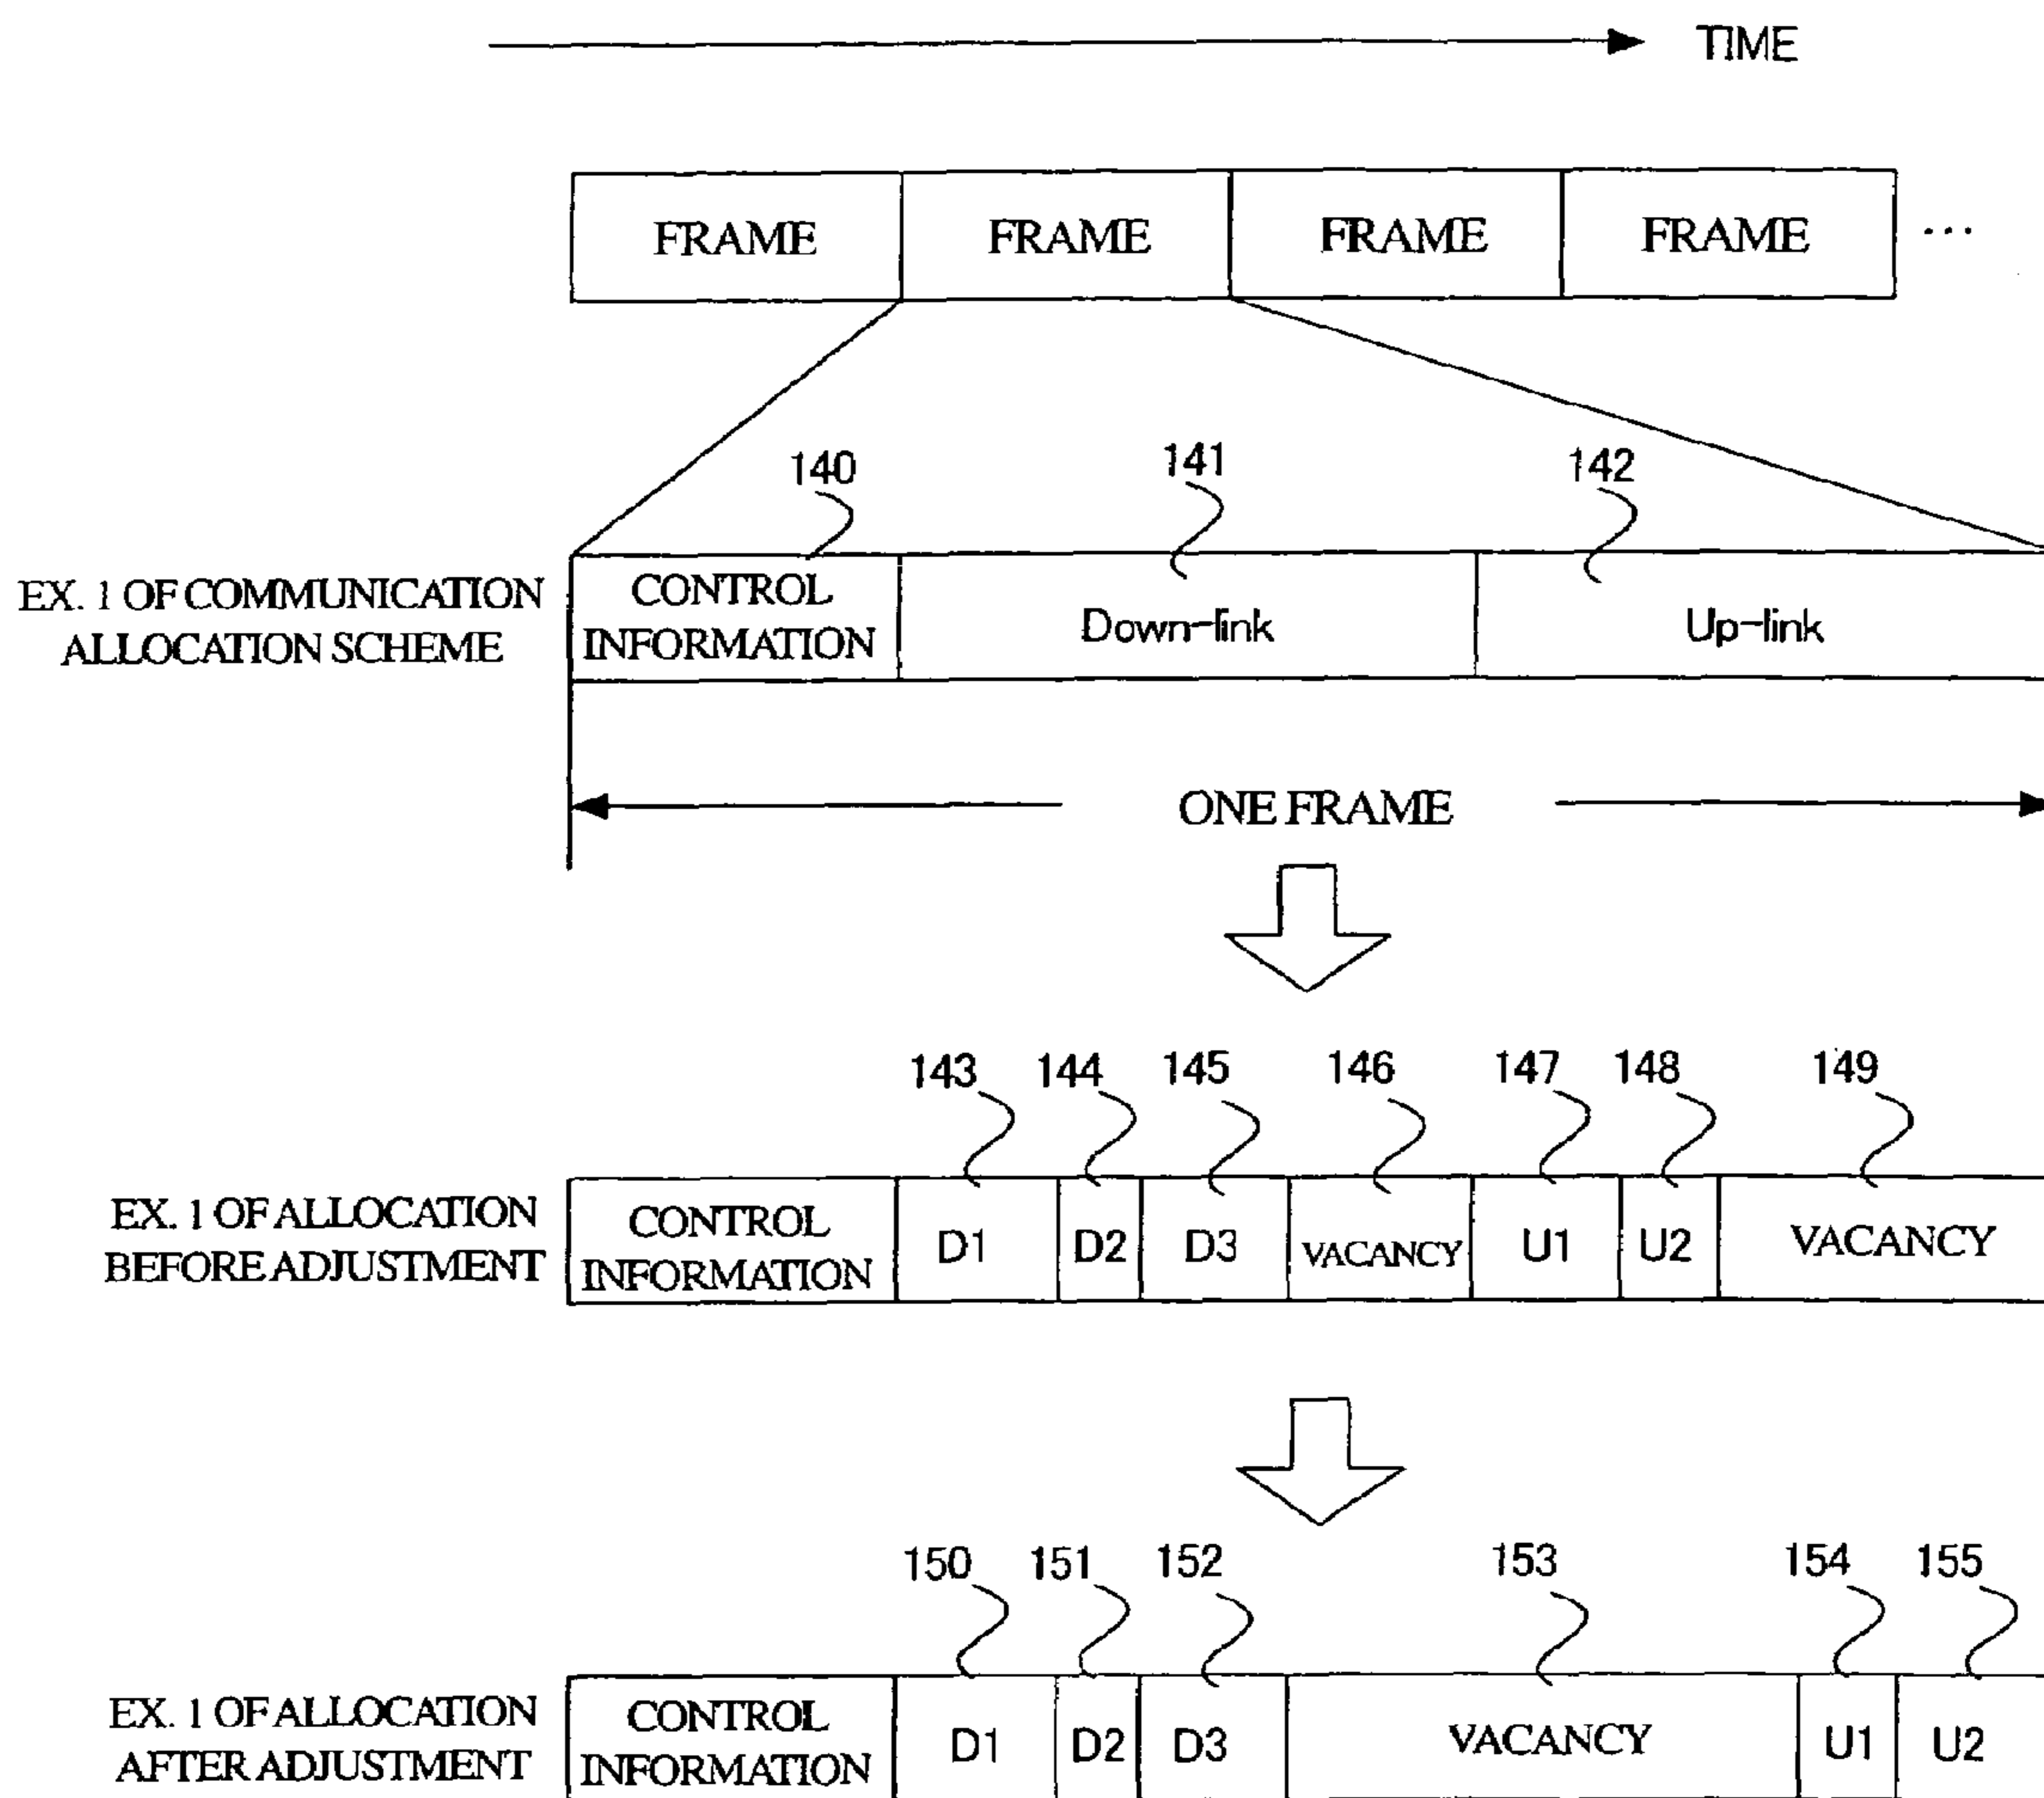 TIME
FRAME FRAME FRAME FRAME ...
140 141 142
EX. 1 OF COMMUNICATION
ALLOCATION SCHEME
CONTROL
INFORMATION
Down-link
Up-link
ONE FRAME
143 144 145 146 147 148 149
EX. 1 OF ALLOCATION
BEFORE ADJUSTMENT
CONTROL
INFORMATION
D1 D2 D3 VACANCY U1 U2 VACANCY
150 151 152 153 154 155
EX. 1 OF ALLOCATION
AFTER ADJUSTMENT
CONTROL
INFORMATION
D1 D2 D3 VACANCY U1 U2